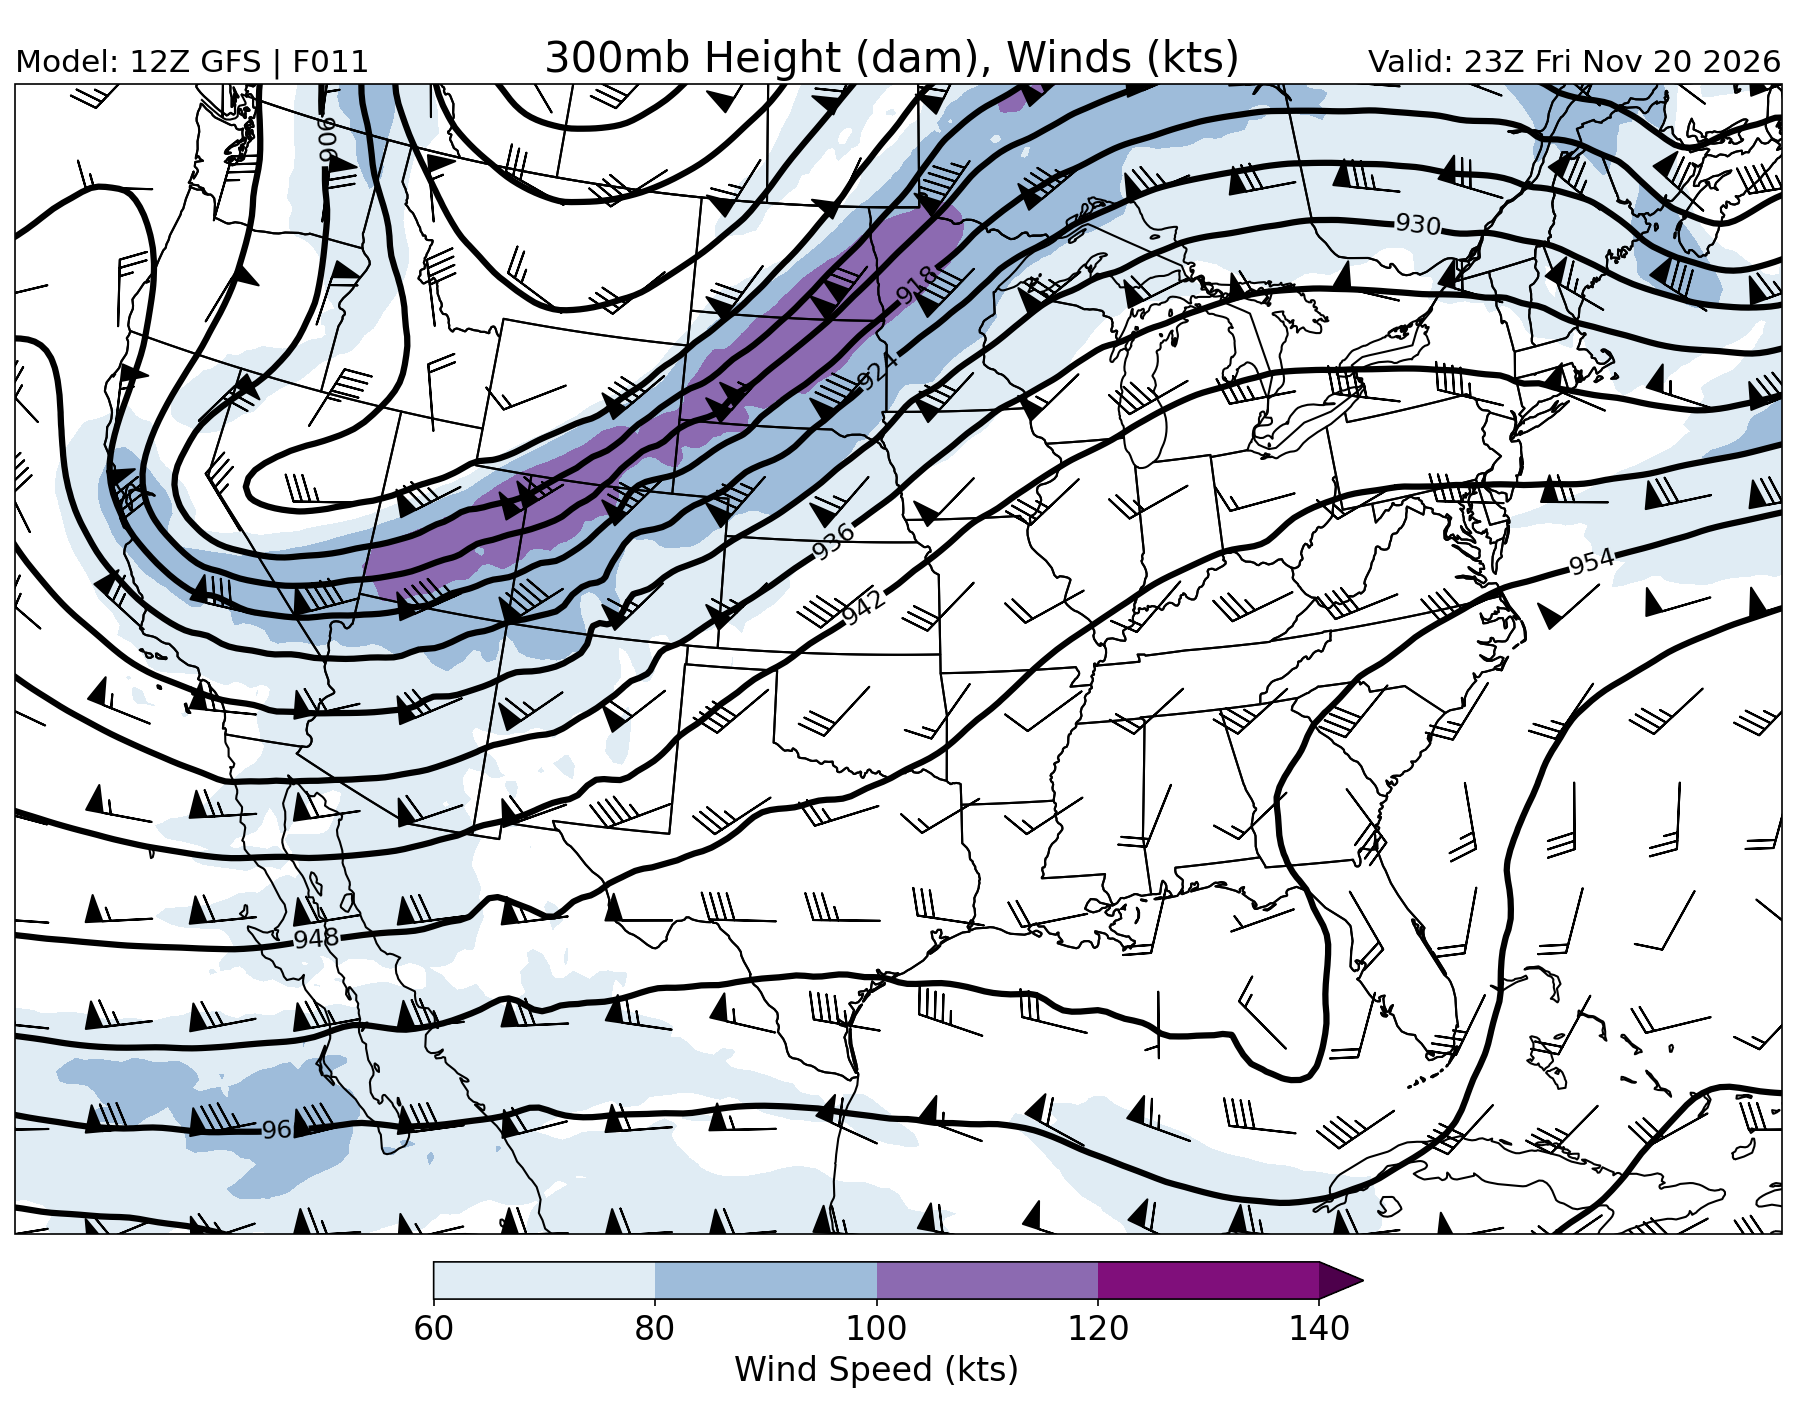 Model: 12Z GFS | F011
300mb Height (dam), Winds (kts)
Valid: 23Z Fri Nov 20 2026
906
930
918
924
936
942
954
948
96
60 80 100 120 140
Wind Speed (kts)